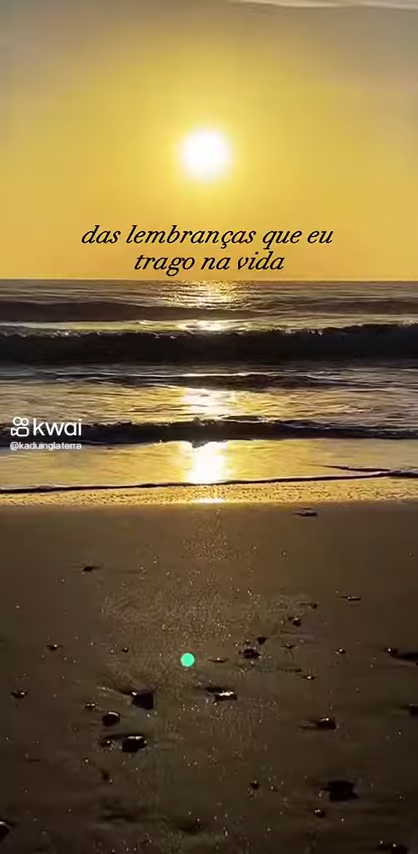 das lembranças que eu
trago na vida
kwai
@kaduinglaterra